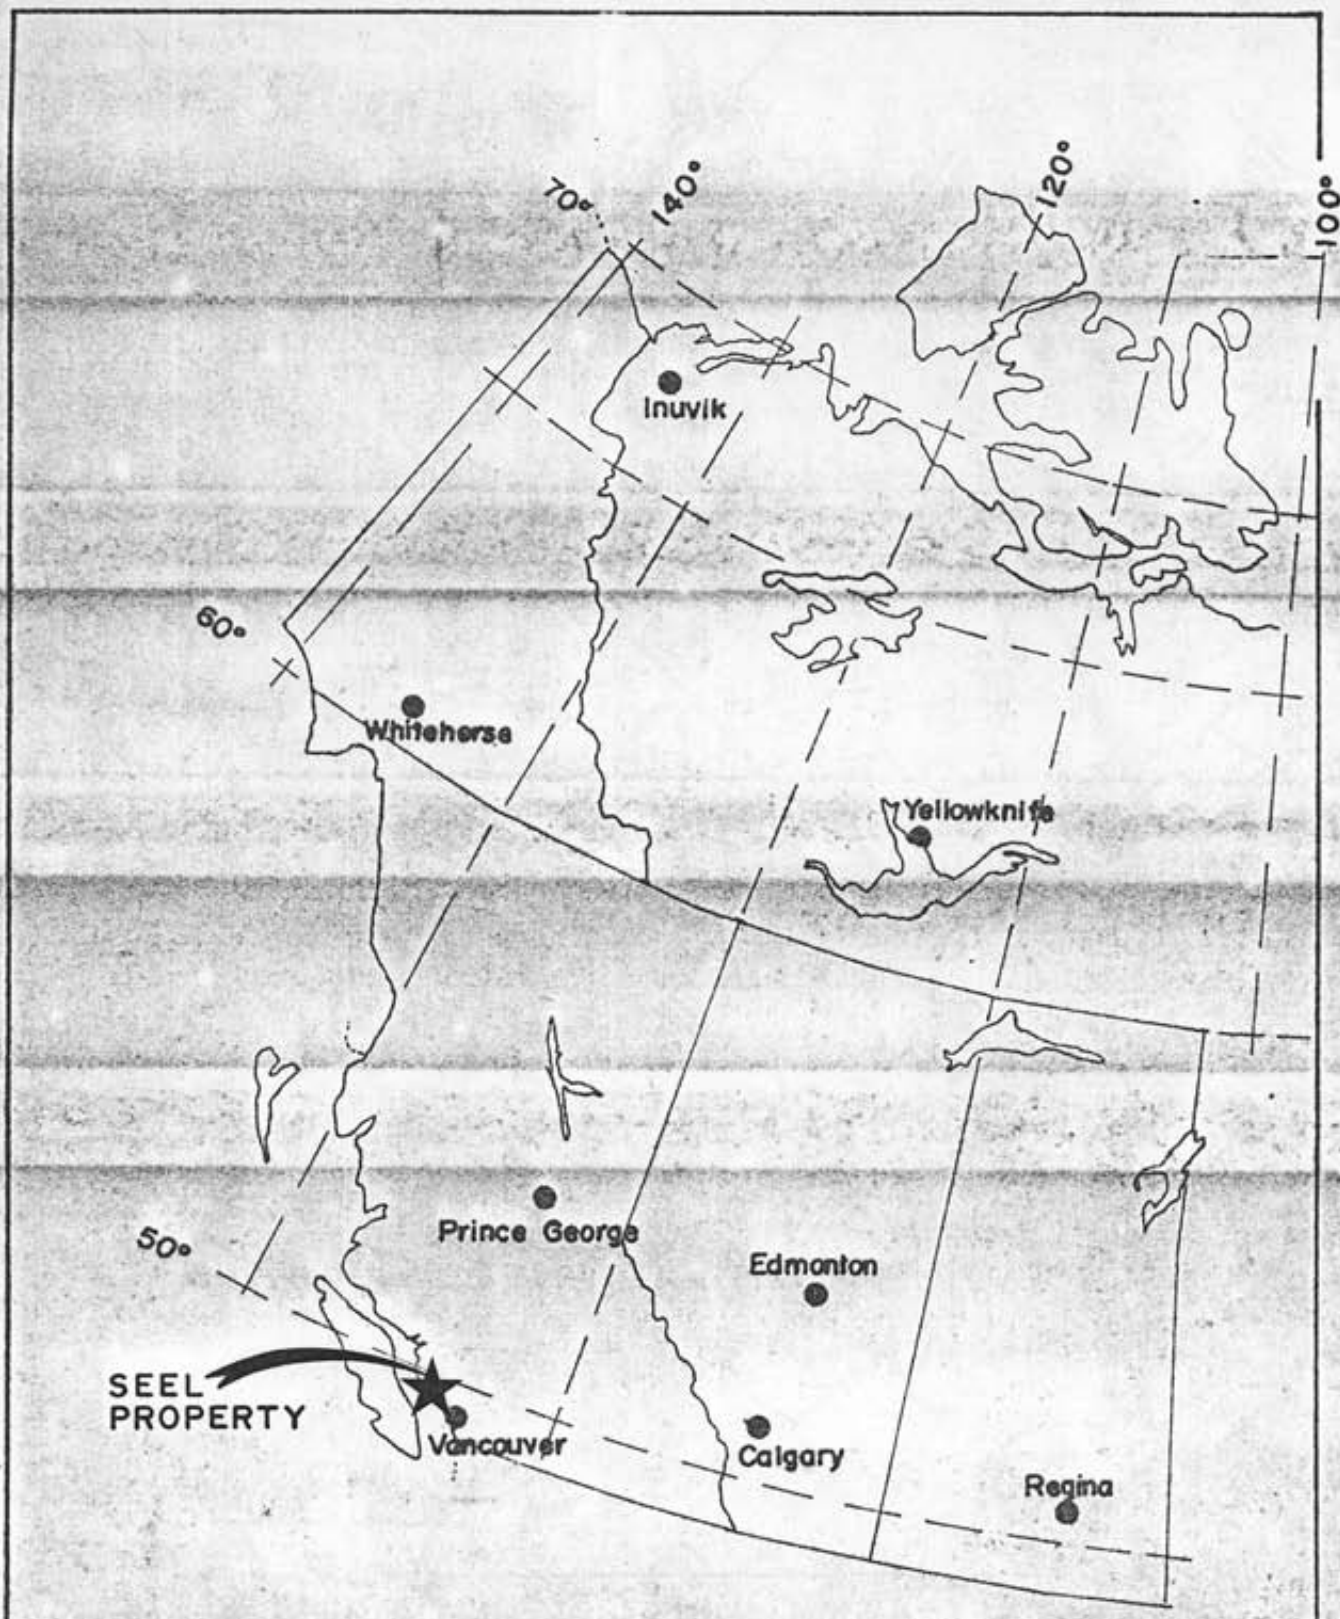 70°
140°
120°
100°
Inuvik
60°
Whitehorse
Yellowknife
Prince George
50°
Edmonton
SEEL
PROPERTY
Vancouver
Calgary
Regina